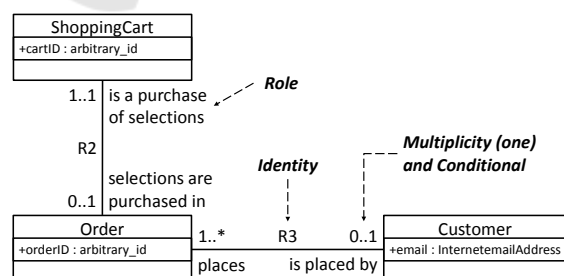 ShoppingCart
+cartID : arbitrary_id
1..1
is a purchase
of selections
Role
R2
selections are
purchased in
0..1
Identity
Multiplicity (one)
and Conditional
Order
+orderID : arbitrary_id
1..*
R3
0..1
places
is placed by
Customer
+email : InternetemailAddress